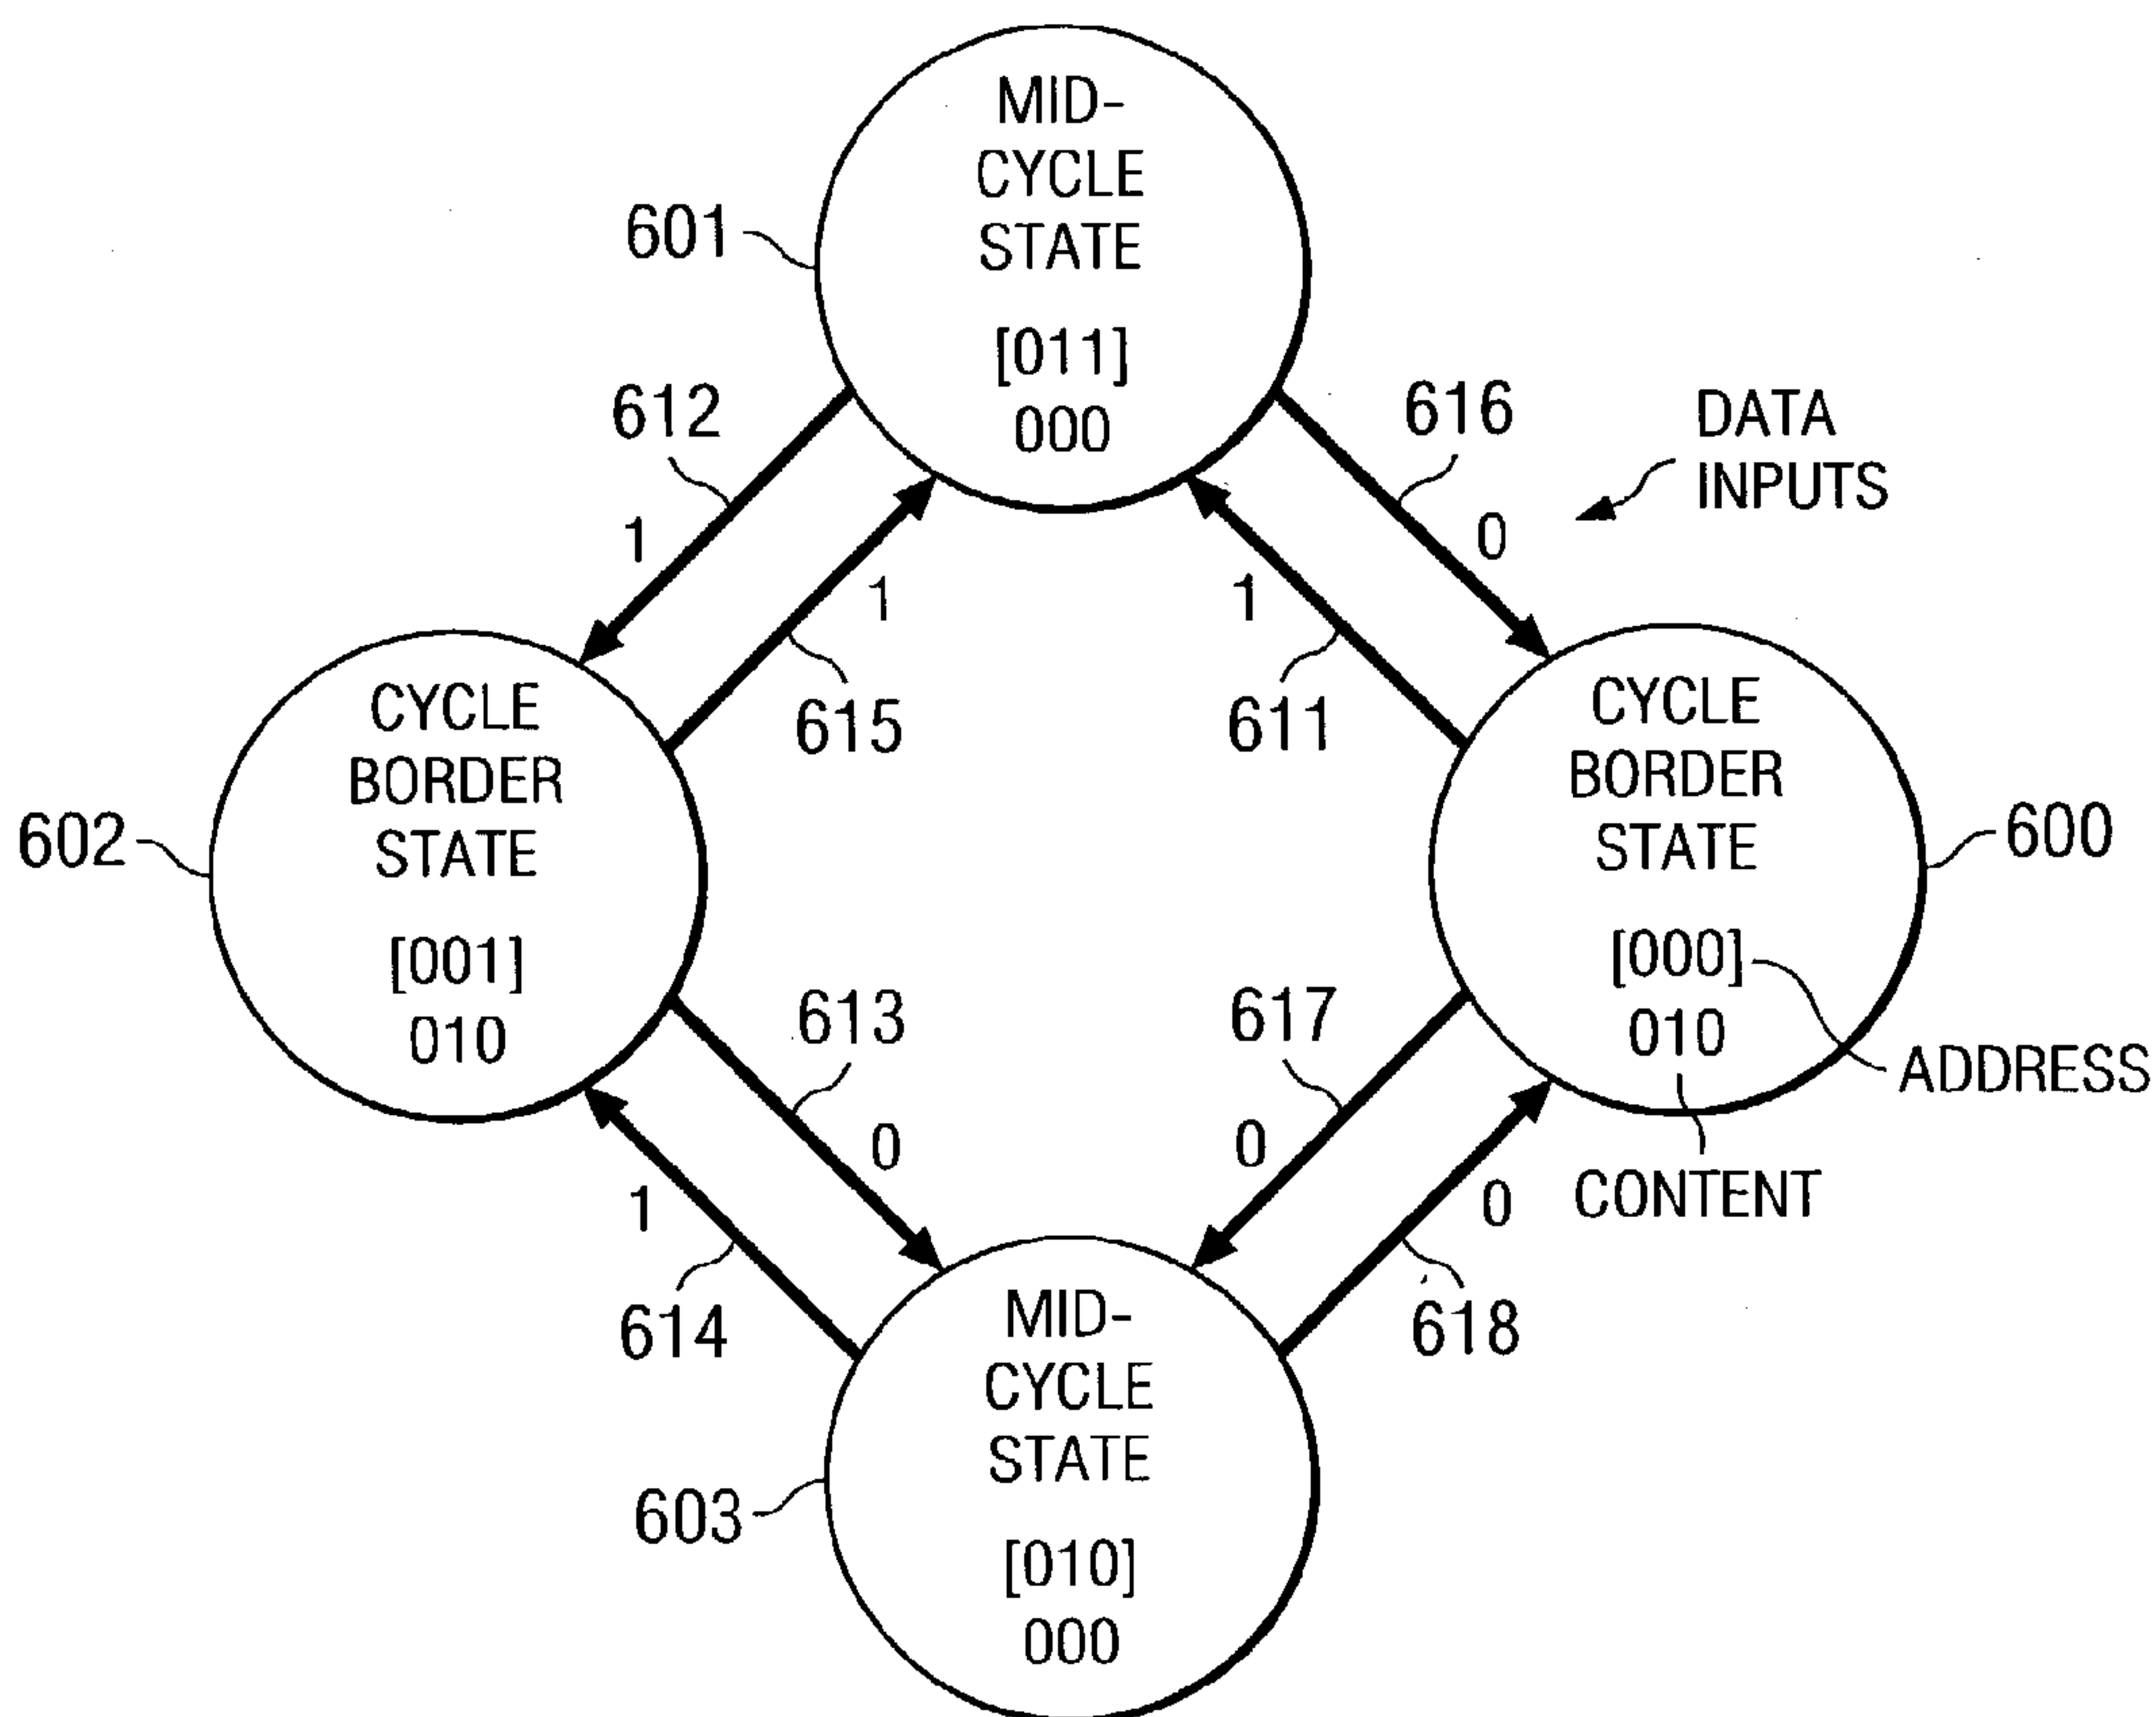 MID-
CYCLE
STATE
[011]
000
601
612
1
1
615
616
0
DATA
INPUTS
1
611
CYCLE
BORDER
STATE
[001]
010
602
CYCLE
BORDER
STATE
[000]
010
600
ADDRESS
CONTENT
613
0
1
614
617
0
0
618
MID-
CYCLE
STATE
[010]
000
603